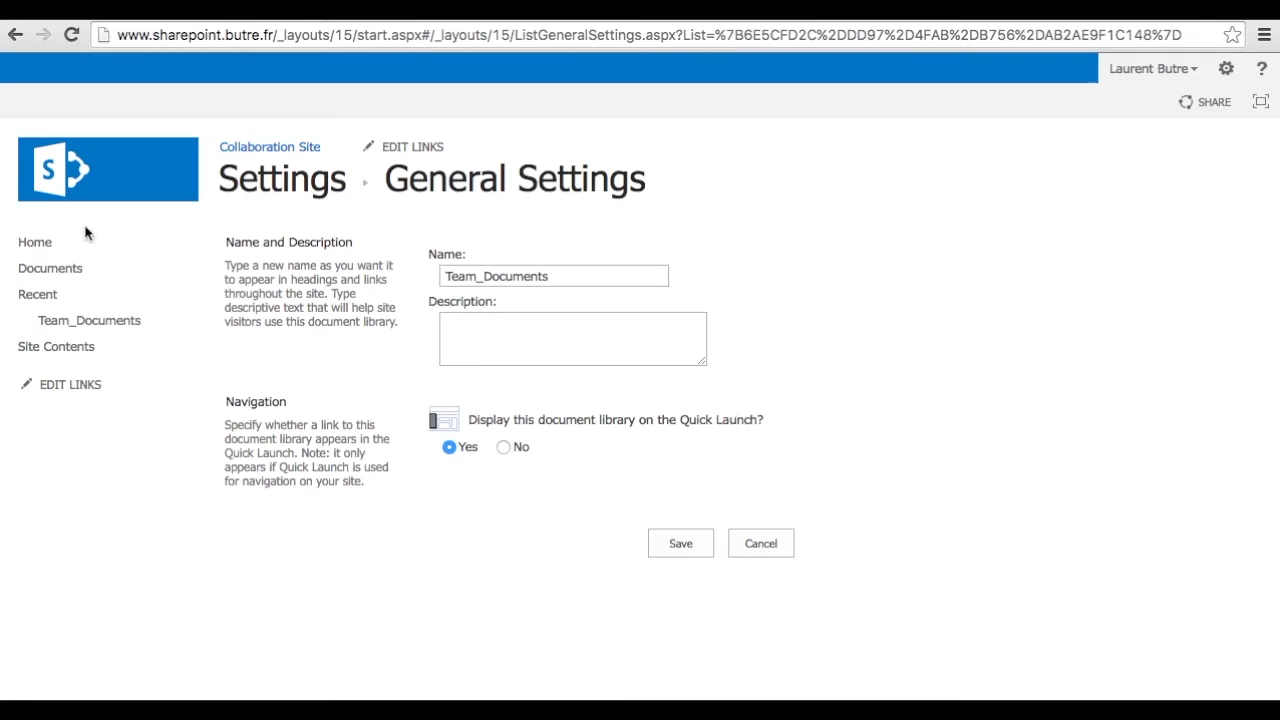 www.sharepoint.butre.fr/_layouts/15/start.aspx#/_layouts/15/ListGeneralSettings.aspx?List=%7B6E5CFD2C%2DDD97%2D4FAB%2DB756%2DAB2AE9F1C148%7D
Laurent Butre
?
SHARE
S
Collaboration Site
EDIT LINKS
Settings
General Settings
Home
Documents
Recent
Team_Documents
Site Contents
EDIT LINKS
Name and Description
Type a new name as you want it
to appear in headings and links
throughout the site. Type
descriptive text that will help site
visitors use this document library.
Name:
Team_Documents
Description:
Navigation
Specify whether a link to this
document library appears in the
Quick Launch. Note: it only
appears if Quick Launch is used
for navigation on your site.
Display this document library on the Quick Launch?
Yes
No
Save
Cancel